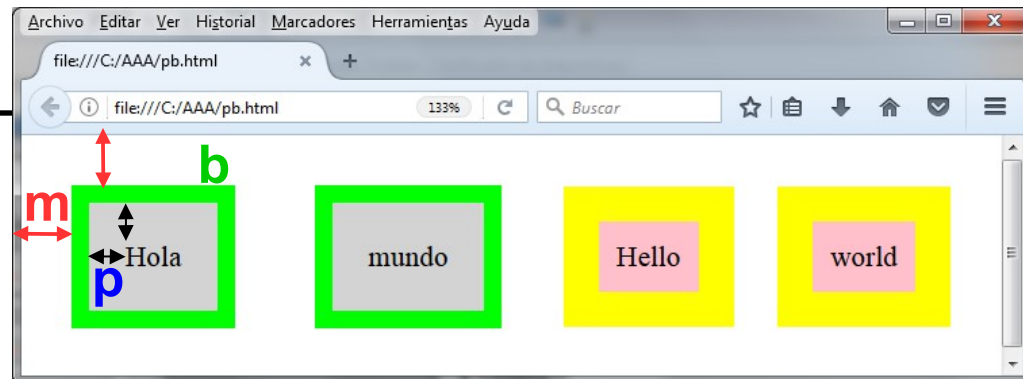 Archivo Editar Ver Historial Marcadores Herramientas Ayuda
file:///C:/AAA/pb.html
file:///C:/AAA/pb.html 133% Buscar
b
m
Hola mundo Hello world
p